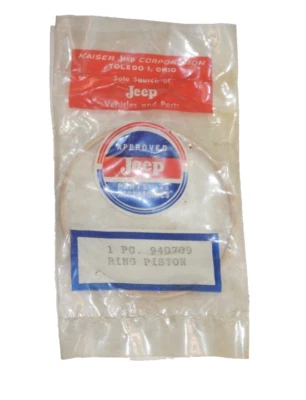 KAISER Jeep CORPORATION
TOLEDO 1, OHIO
Sole Source of
Jeep
Vehicles and Parts
APPROVED
Jeep
1 PC. 940709
RING PISTON